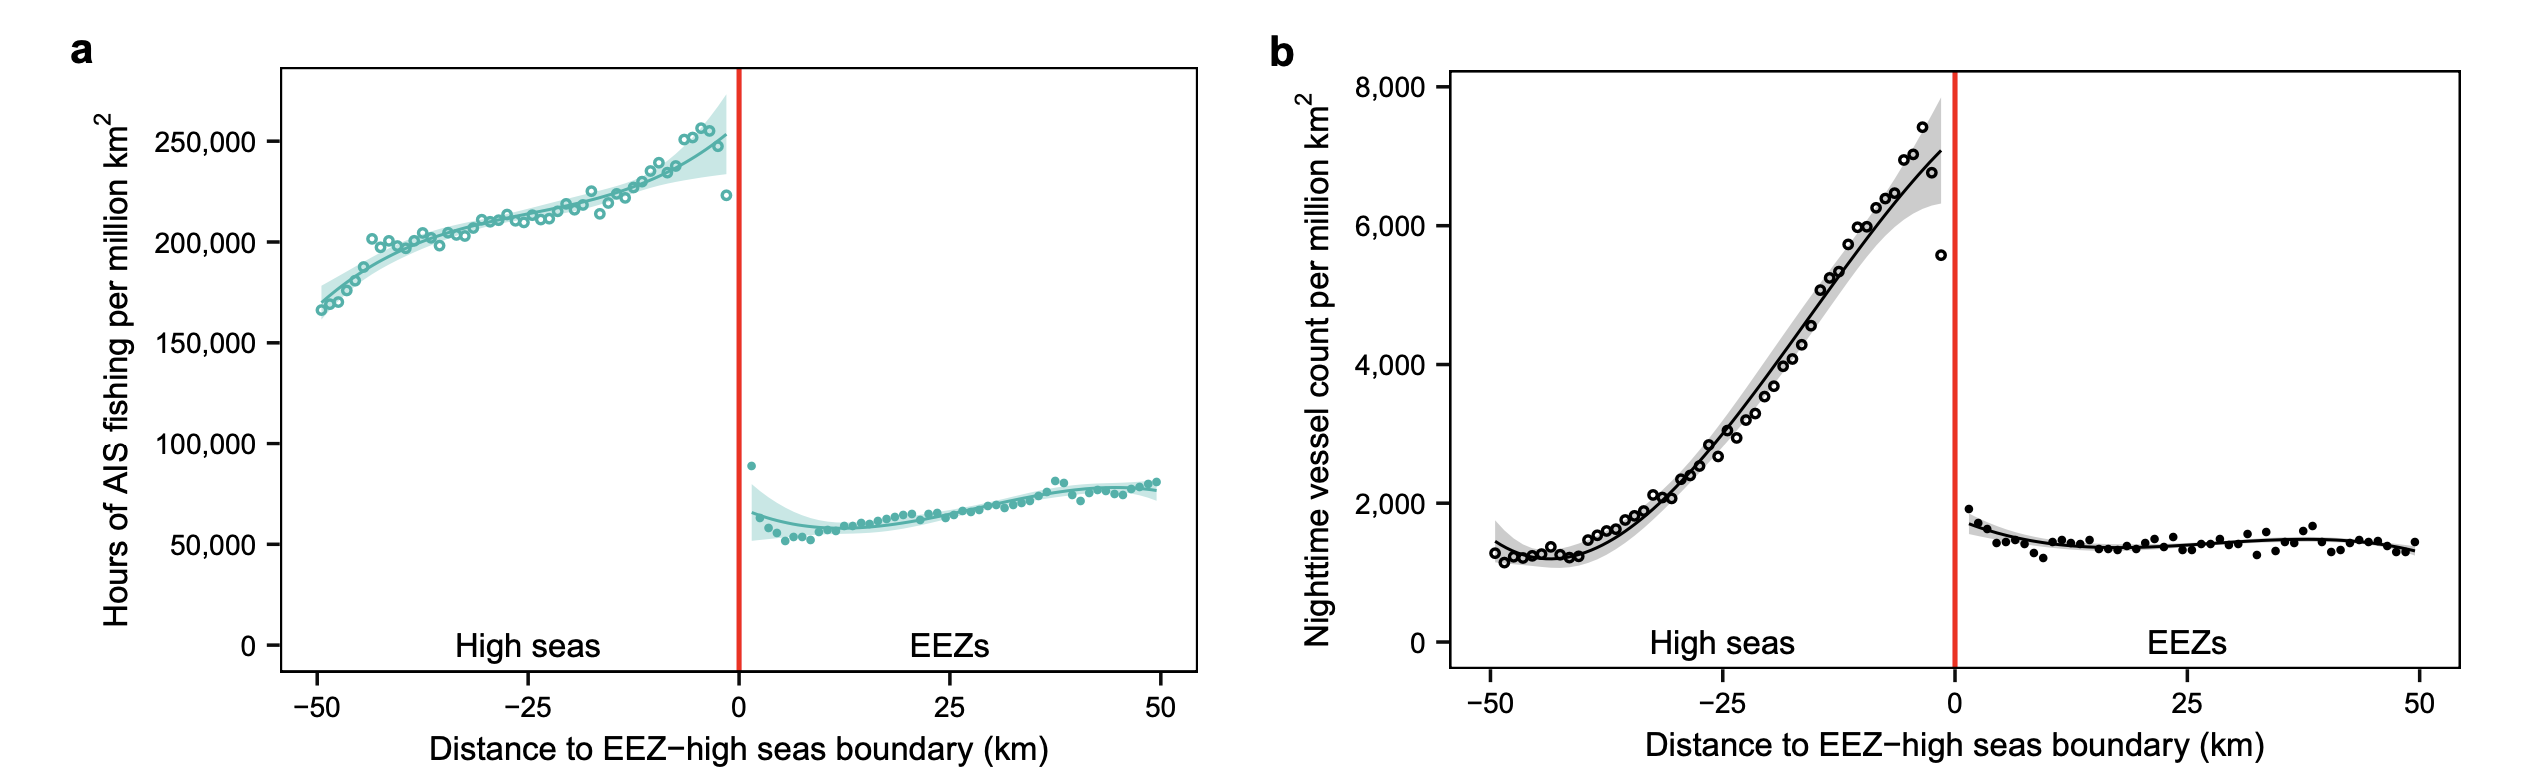 a
Hours of AIS fishing per million km²
250,000
200,000
150,000
100,000
50,000
0
High seas
EEZs
−50
−25
0
25
50
Distance to EEZ−high seas boundary (km)
b
Nighttime vessel count per million km²
8,000
6,000
4,000
2,000
0
High seas
EEZs
−50
−25
0
25
50
Distance to EEZ−high seas boundary (km)